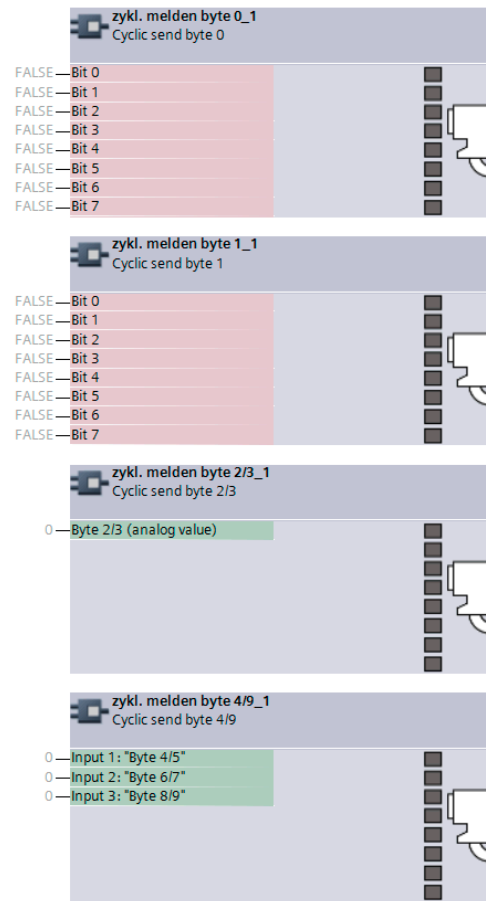 zykl. melden byte 0_1
Cyclic send byte 0
FALSE Bit 0
FALSE Bit 1
FALSE Bit 2
FALSE Bit 3
FALSE Bit 4
FALSE Bit 5
FALSE Bit 6
FALSE Bit 7
zykl. melden byte 1_1
Cyclic send byte 1
FALSE Bit 0
FALSE Bit 1
FALSE Bit 2
FALSE Bit 3
FALSE Bit 4
FALSE Bit 5
FALSE Bit 6
FALSE Bit 7
zykl. melden byte 2/3_1
Cyclic send byte 2/3
0 Byte 2/3 (analog value)
zykl. melden byte 4/9_1
Cyclic send byte 4/9
0 Input 1: "Byte 4/5"
0 Input 2: "Byte 6/7"
0 Input 3: "Byte 8/9"